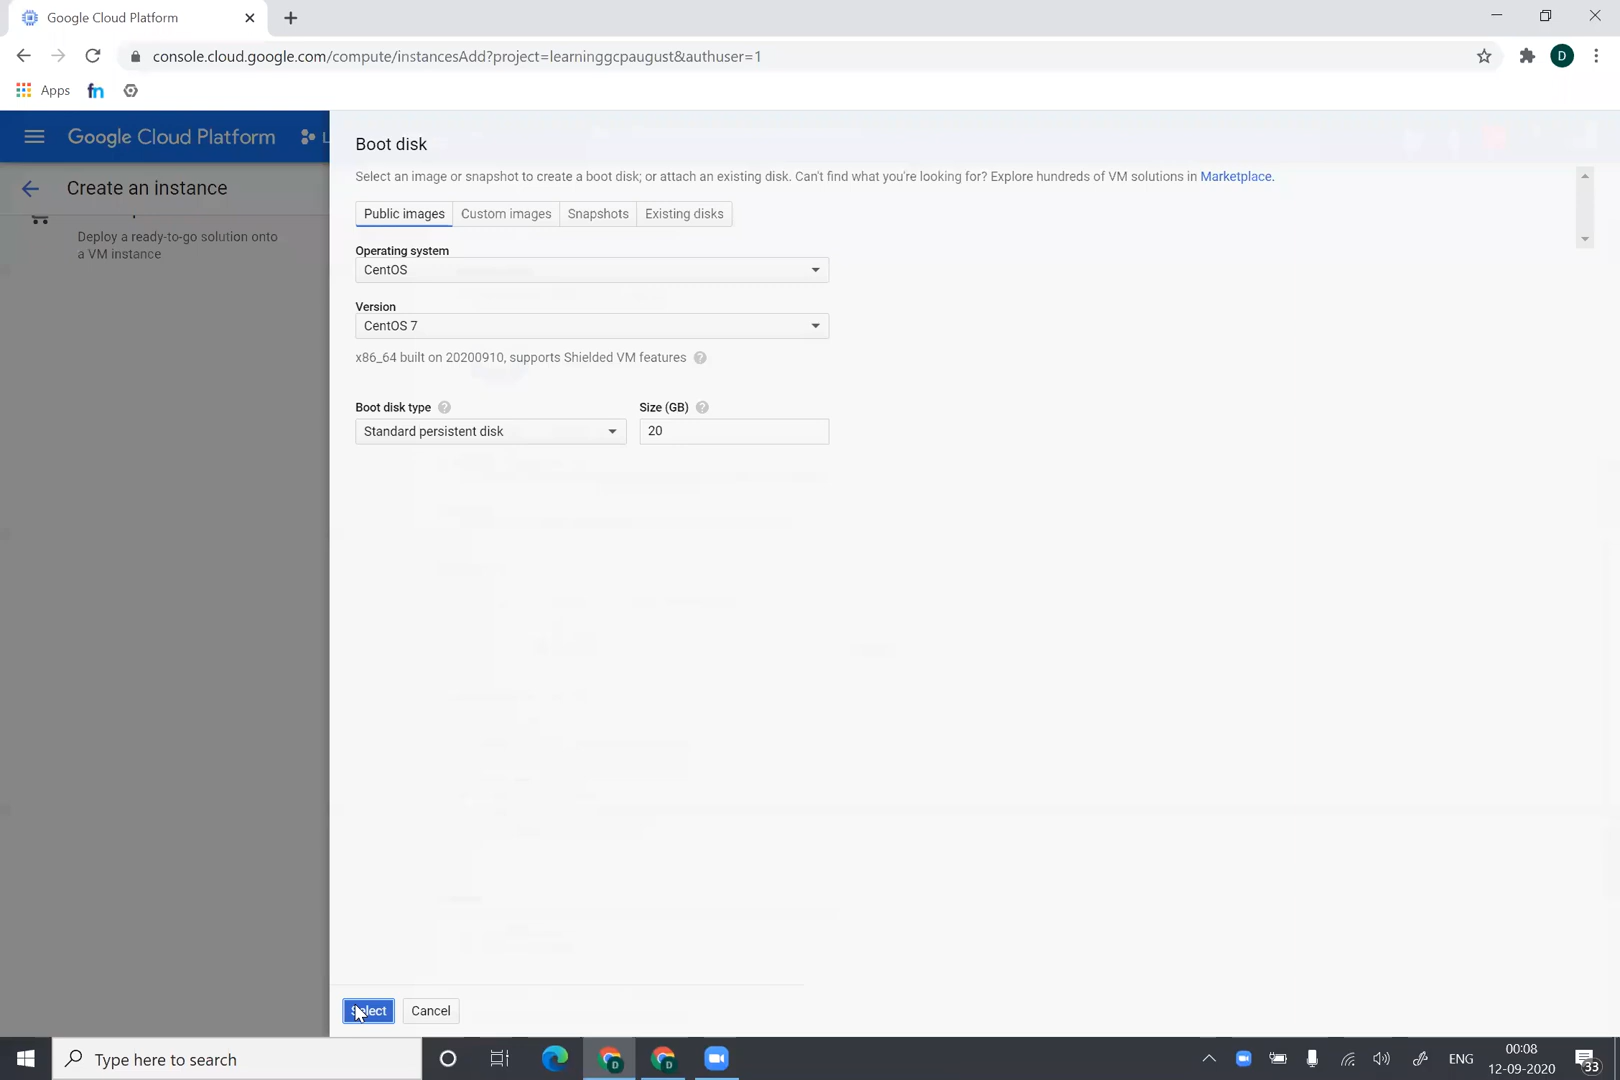 Google Cloud Platform
console.cloud.google.com/compute/instancesAdd?project=learninggcpaugust&authuser=1
D
Apps
fn
Google Cloud Platform
L
Create an instance
Deploy a ready-to-go solution onto
a VM instance
Boot disk
Select an image or snapshot to create a boot disk; or attach an existing disk. Can't find what you're looking for? Explore hundreds of VM solutions in Marketplace.
Public images
Custom images
Snapshots
Existing disks
Operating system
CentOS
Version
CentOS 7
x86_64 built on 20200910, supports Shielded VM features
Boot disk type
Size (GB)
Standard persistent disk
20
Select
Cancel
Type here to search
D
D
ENG
00:08
12-09-2020
33